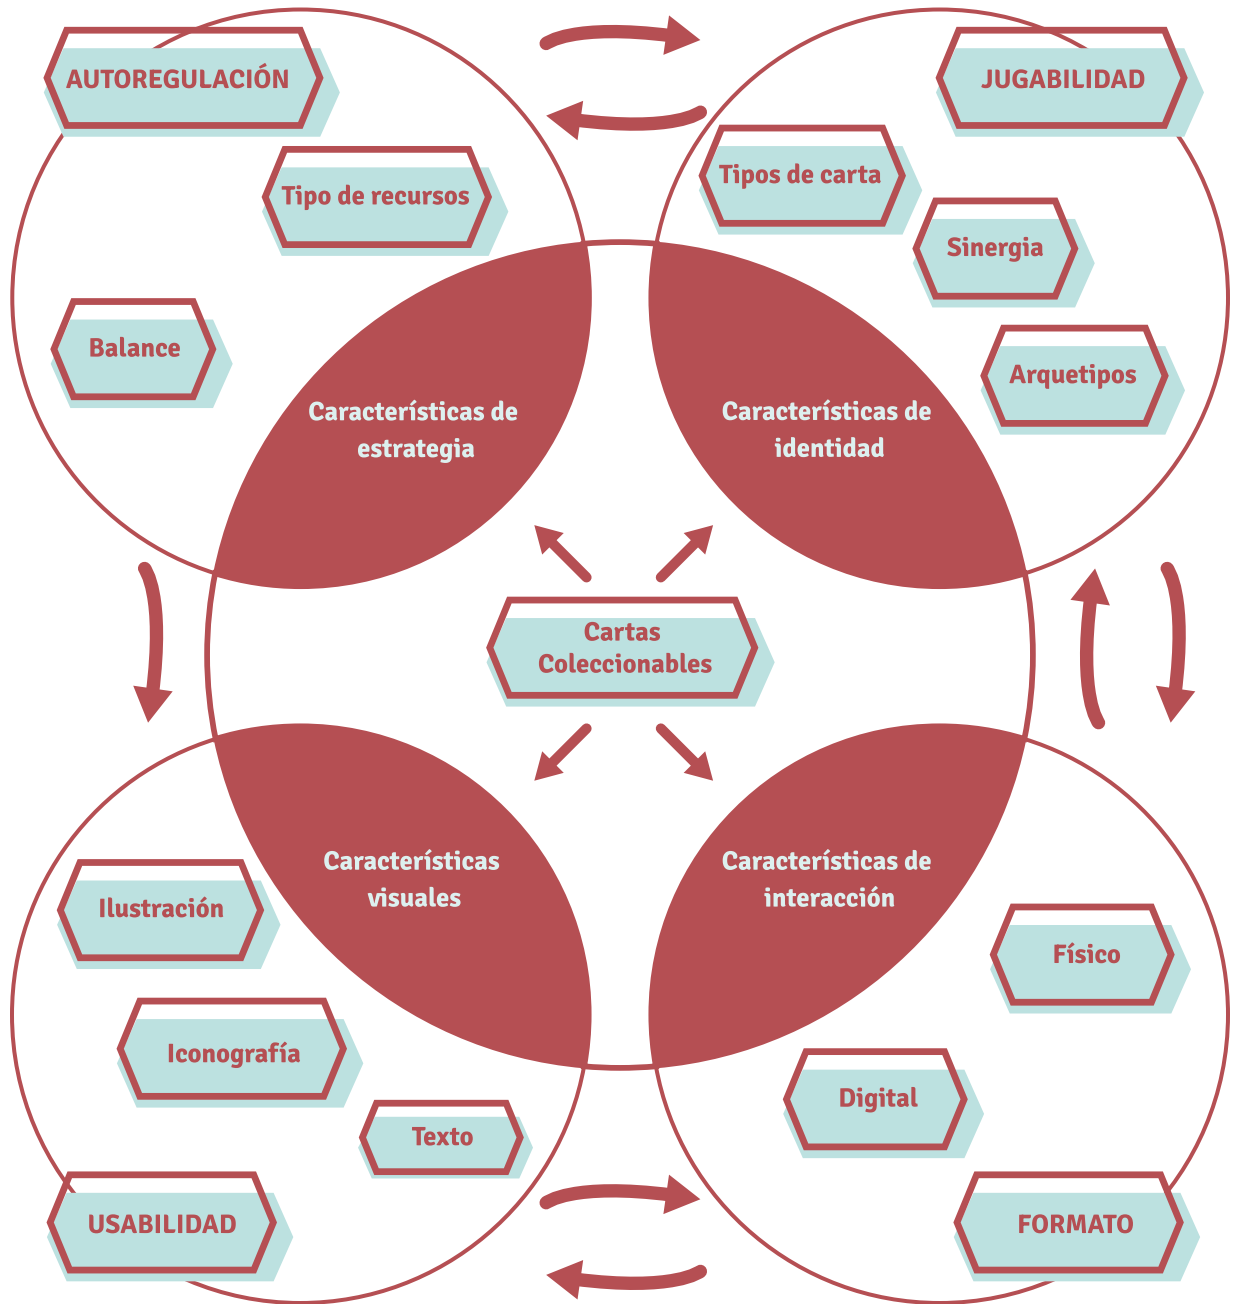 AUTOREGULACIÓN
Tipo de recursos
Balance
Características de
estrategia
JUGABILIDAD
Tipos de carta
Sinergia
Arquetipos
Características de
identidad
Cartas
Coleccionables
Características
visuales
Ilustración
Iconografía
Texto
USABILIDAD
Características de
interacción
Físico
Digital
FORMATO